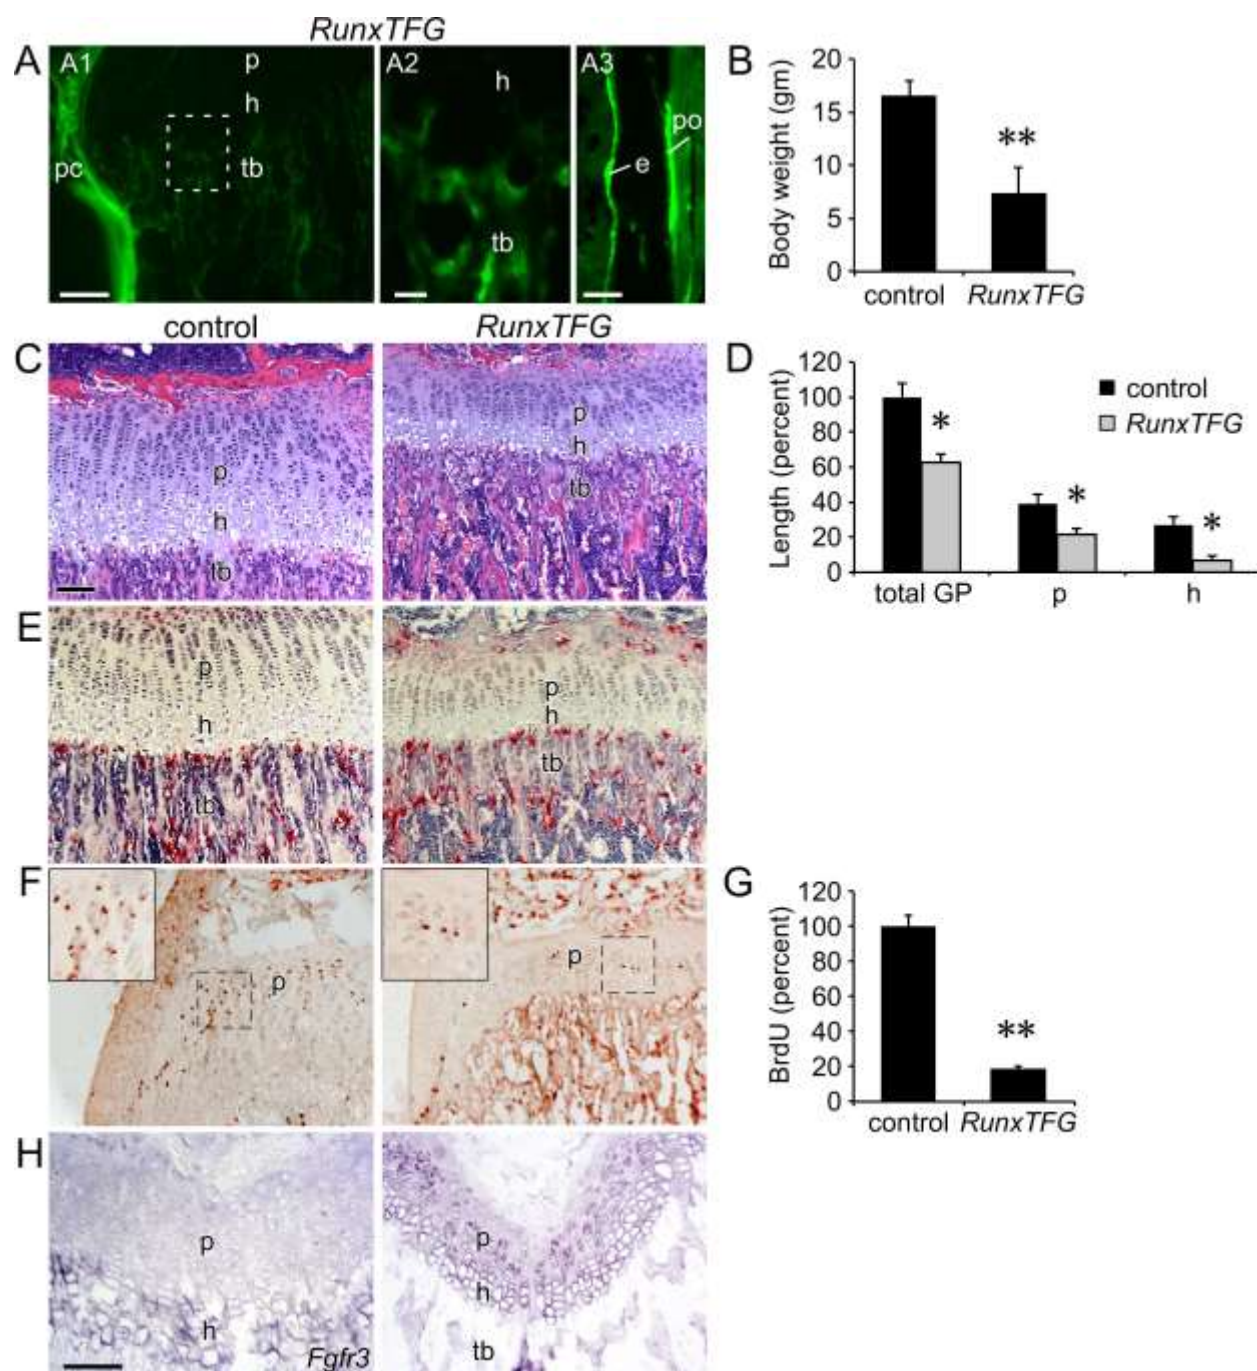 RunxTFG
A
A1
p
h
tb
pc
A2
h
tb
A3
e
po
B
Body weight (gm)
20
15
10
5
0
**
control
RunxTFG
control
RunxTFG
C
p
h
tb
p
h
tb
D
Length (percent)
120
100
80
60
40
20
0
control
RunxTFG
*
*
*
total GP
p
h
E
p
h
tb
p
h
tb
F
p
p
G
BrdU (percent)
120
100
80
60
40
20
0
**
control
RunxTFG
H
p
h
Fgfr3
p
h
tb